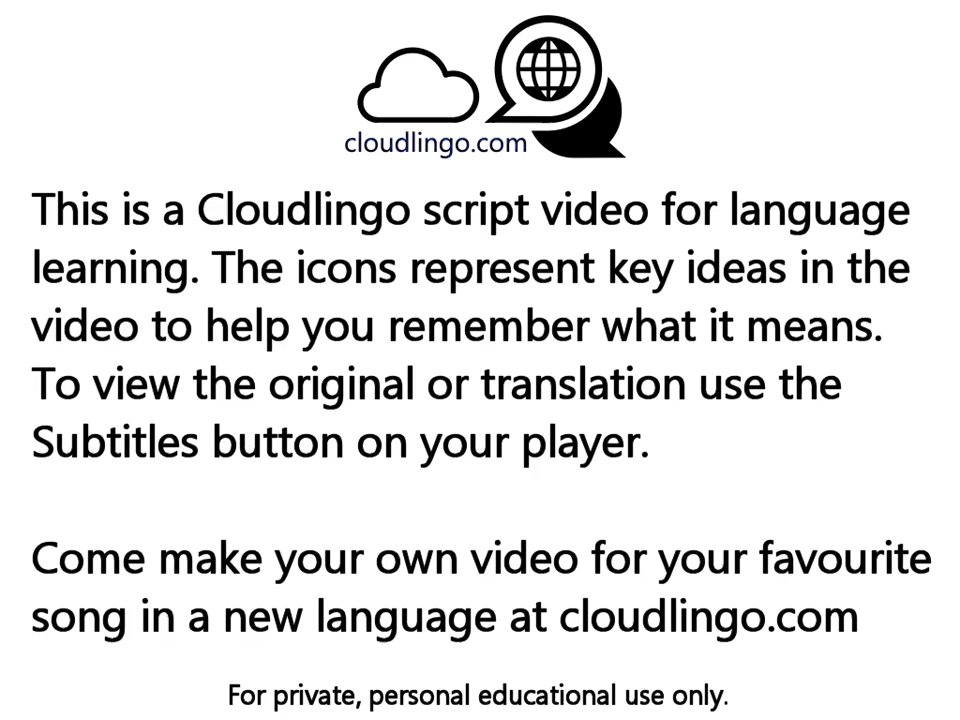 cloudlingo.com
This is a Cloudlingo script video for language
learning. The icons represent key ideas in the
video to help you remember what it means.
To view the original or translation use the
Subtitles button on your player.
Come make your own video for your favourite
song in a new language at cloudlingo.com
For private, personal educational use only.